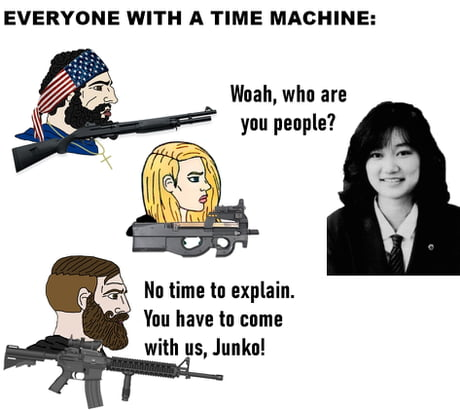 EVERYONE WITH A TIME MACHINE:
Woah, who are
you people?
No time to explain.
You have to come
with us, Junko!